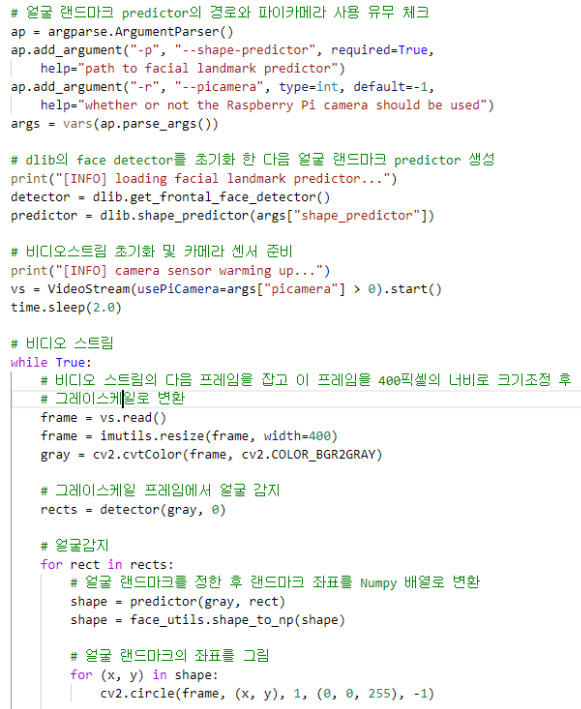 # 얼굴 랜드마크 predictor의 경로와 파이카메라 사용 유무 체크
ap = argparse.ArgumentParser()
ap.add_argument("-p", "--shape-predictor", required=True,
    help="path to facial landmark predictor")
ap.add_argument("-r", "--picamera", type=int, default=-1,
    help="whether or not the Raspberry Pi camera should be used")
args = vars(ap.parse_args())

# dlib의 face detector를 초기화 한 다음 얼굴 랜드마크 predictor 생성
print("[INFO] loading facial landmark predictor...")
detector = dlib.get_frontal_face_detector()
predictor = dlib.shape_predictor(args["shape_predictor"])

# 비디오스트림 초기화 및 카메라 센서 준비
print("[INFO] camera sensor warming up...")
vs = VideoStream(usePiCamera=args["picamera"] > 0).start()
time.sleep(2.0)

# 비디오 스트림
while True:
    # 비디오 스트림의 다음 프레임을 잡고 이 프레임을 400픽셀의 너비로 크기조정 후
    # 그레이스케일로 변환
    frame = vs.read()
    frame = imutils.resize(frame, width=400)
    gray = cv2.cvtColor(frame, cv2.COLOR_BGR2GRAY)

    # 그레이스케일 프레임에서 얼굴 감지
    rects = detector(gray, 0)

    # 얼굴감지
    for rect in rects:
        # 얼굴 랜드마크를 정한 후 랜드마크 좌표를 Numpy 배열로 변환
        shape = predictor(gray, rect)
        shape = face_utils.shape_to_np(shape)

        # 얼굴 랜드마크의 좌표를 그림
        for (x, y) in shape:
            cv2.circle(frame, (x, y), 1, (0, 0, 255), -1)